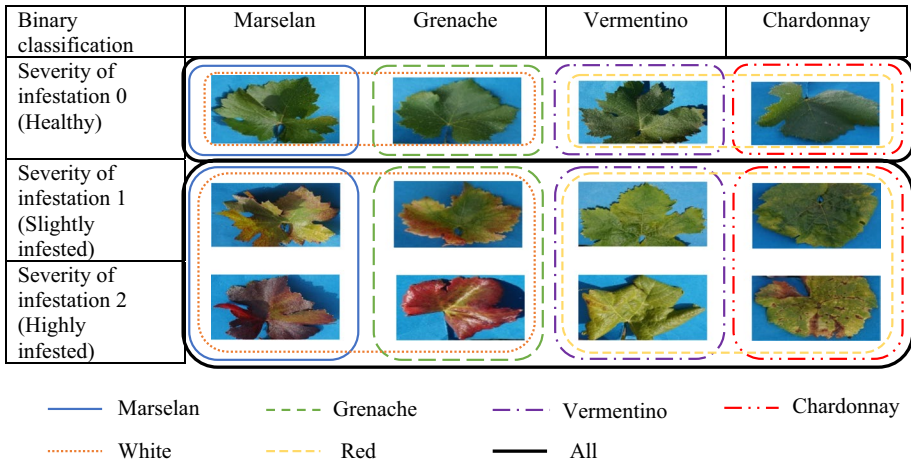 Binary classification Marselan Grenache Vermentino Chardonnay
Severity of
infestation 0
(Healthy)
Severity of
infestation 1
(Slightly
infested)
Severity of
infestation 2
(Highly
infested)
Marselan Grenache Vermentino Chardonnay
White Red All